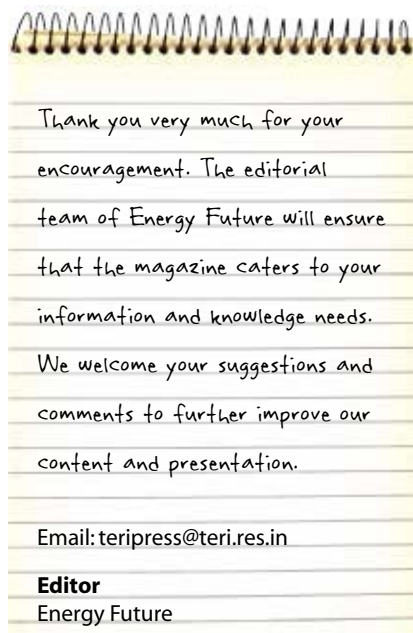 Thank you very much for your
encouragement. The editorial
team of Energy Future will ensure
that the magazine caters to your
information and knowledge needs.
We welcome your suggestions and
comments to further improve our
content and presentation.
Email: teripress@teri.res.in
Editor
Energy Future